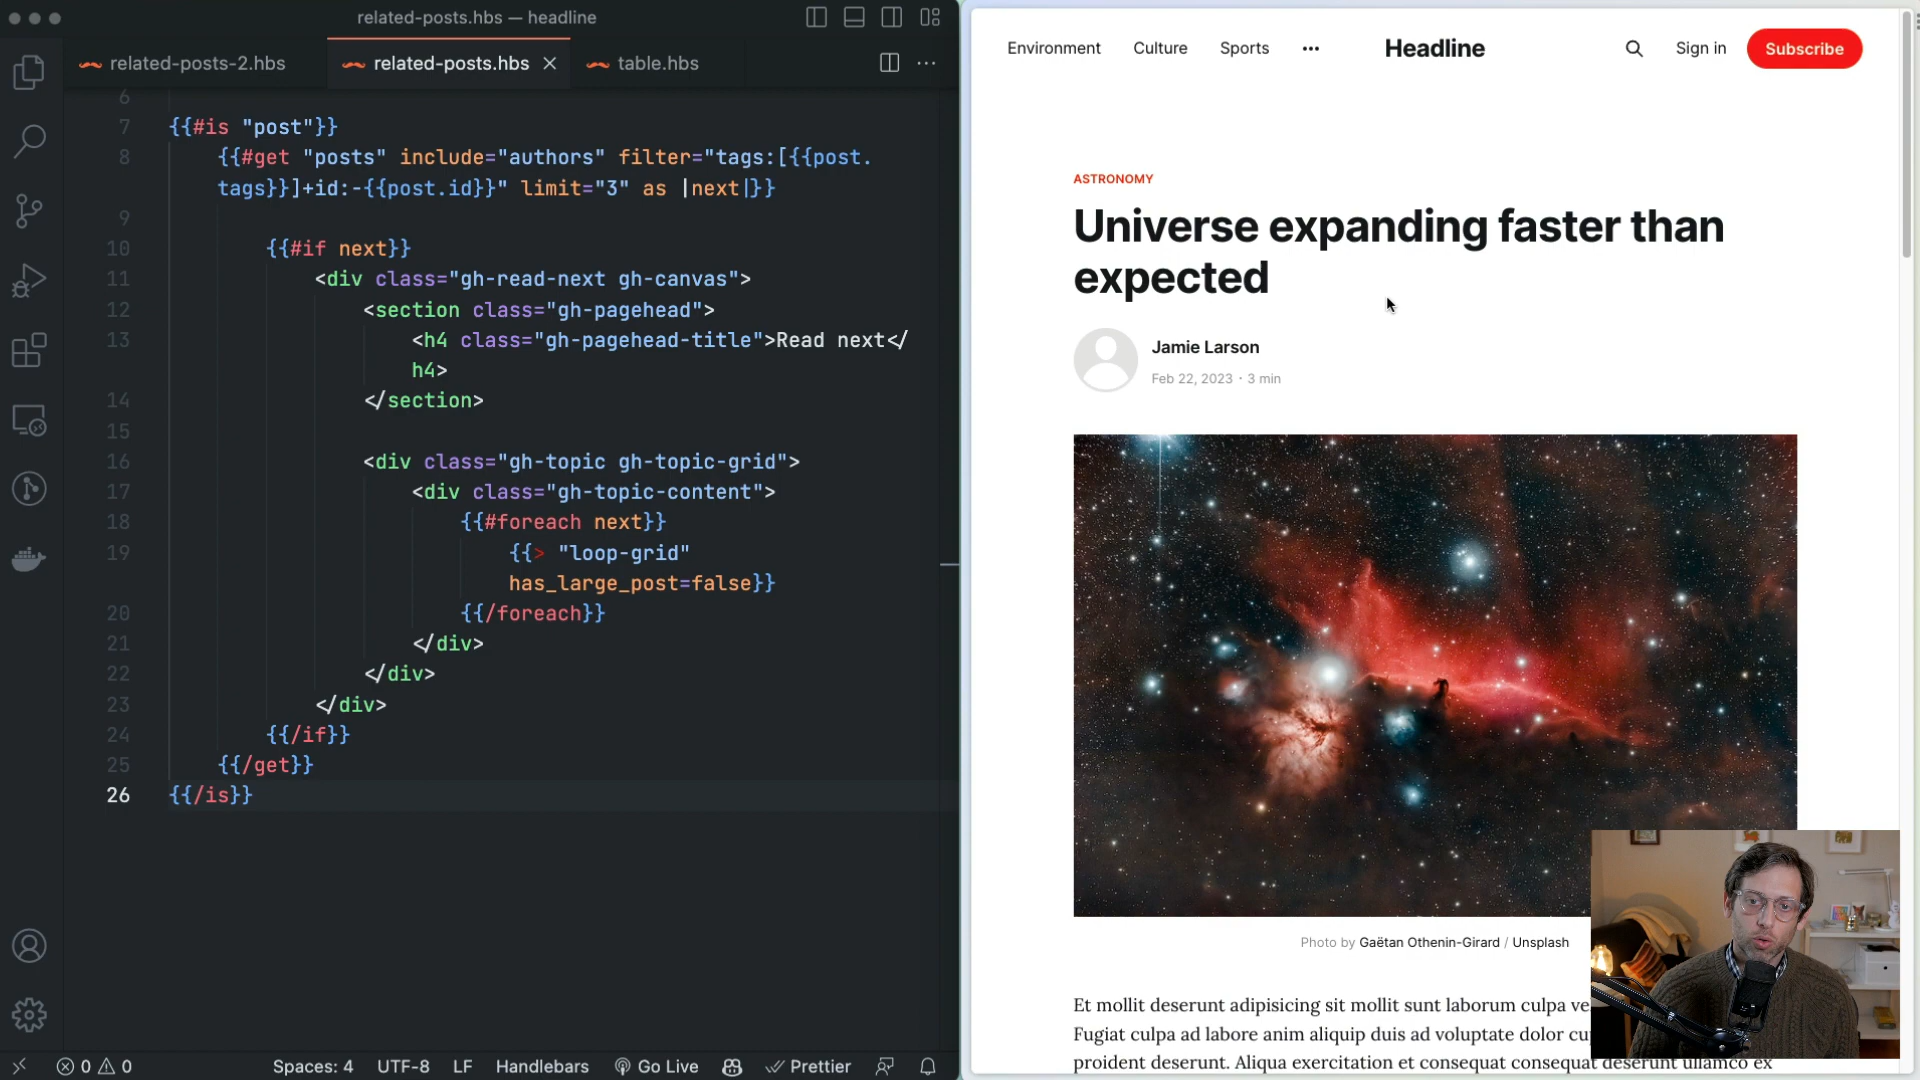 related-posts.hbs — headline
related-posts-2.hbs
related-posts.hbs
table.hbs
6
7 {{#is "post"}}
8 {{#get "posts" include="authors" filter="tags:[{{post.
tags}}]+id:-{{post.id}}" limit="3" as |next|}}
9
10 {{#if next}}
11 <div class="gh-read-next gh-canvas">
12 <section class="gh-pagehead">
13 <h4 class="gh-pagehead-title">Read next</
h4>
14 </section>
15
16 <div class="gh-topic gh-topic-grid">
17 <div class="gh-topic-content">
18 {{#foreach next}}
19 {{> "loop-grid"
has_large_post=false}}
20 {{/foreach}}
21 </div>
22 </div>
23 </div>
24 {{/if}}
25 {{/get}}
26 {{/is}}
0 0
Spaces: 4
UTF-8
LF
Handlebars
Go Live
Prettier
Environment
Culture
Sports
Headline
Sign in
Subscribe
ASTRONOMY
Universe expanding faster than
expected
Jamie Larson
Feb 22, 2023 · 3 min
Photo by Gaëtan Othenin-Girard / Unsplash
Et mollit deserunt adipisicing sit mollit sunt laborum culpa
Fugiat culpa ad labore anim aliquip duis ad voluptate dolor
proident deserunt. Aliqua exercitation et consequat consequat deserunt ullamco ex